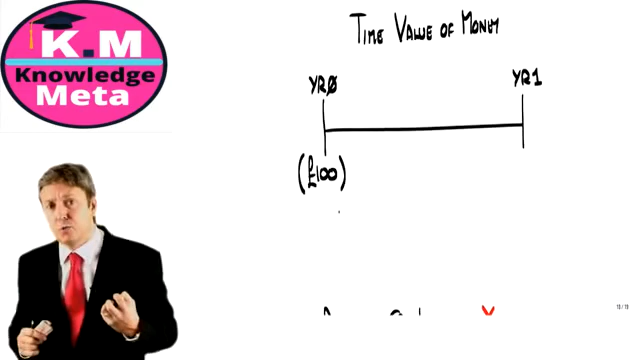 K.M
Knowledge
Meta
TIME VALUE OF MONEY
YR0
YR1
(£100)